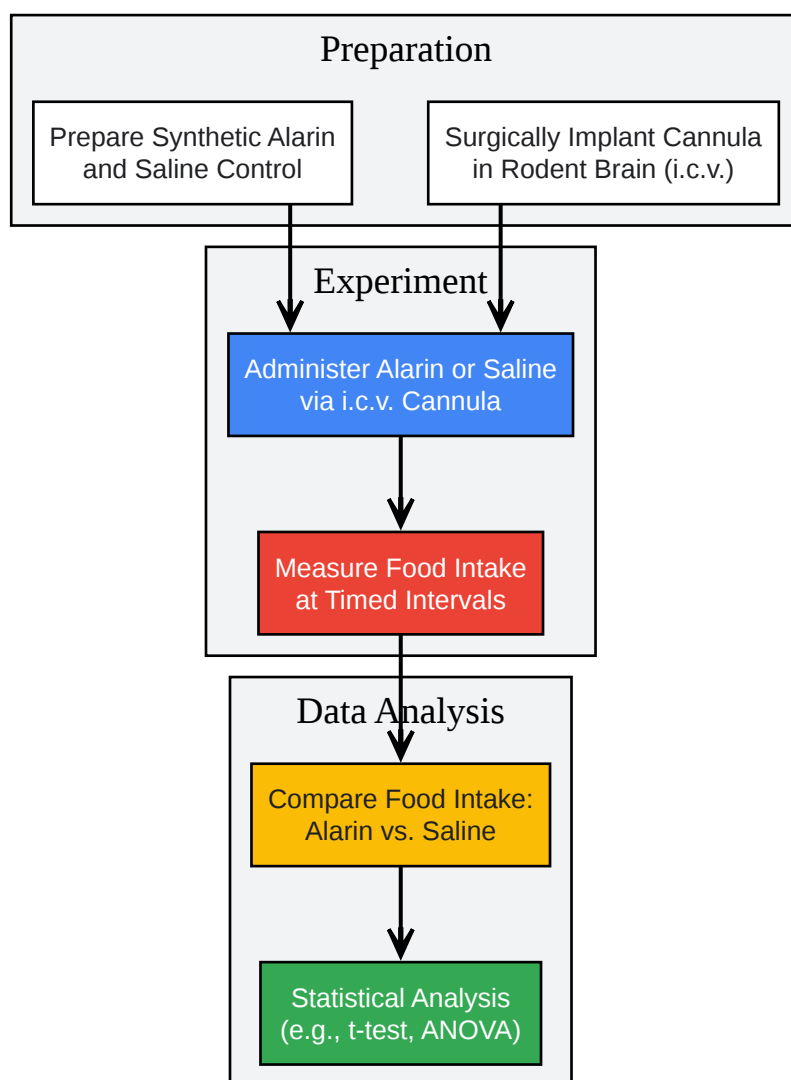 Preparation
Prepare Synthetic Alarin
and Saline Control
Surgically Implant Cannula
in Rodent Brain (i.c.v.)
Experiment
Administer Alarin or Saline
via i.c.v. Cannula
Measure Food Intake
at Timed Intervals
Data Analysis
Compare Food Intake:
Alarin vs. Saline
Statistical Analysis
(e.g., t-test, ANOVA)